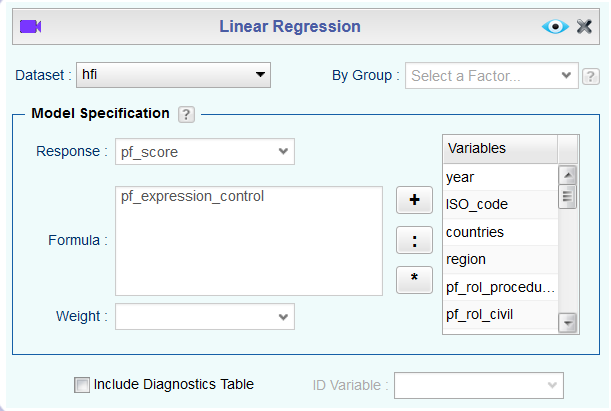 Linear Regression
Dataset : hfi By Group : Select a Factor... ?
Model Specification ?
Response : pf_score
Formula : pf_expression_control
+
:
*
Weight :
Variables
year
ISO_code
countries
region
pf_rol_procedu...
pf_rol_civil
Include Diagnostics Table ID Variable :